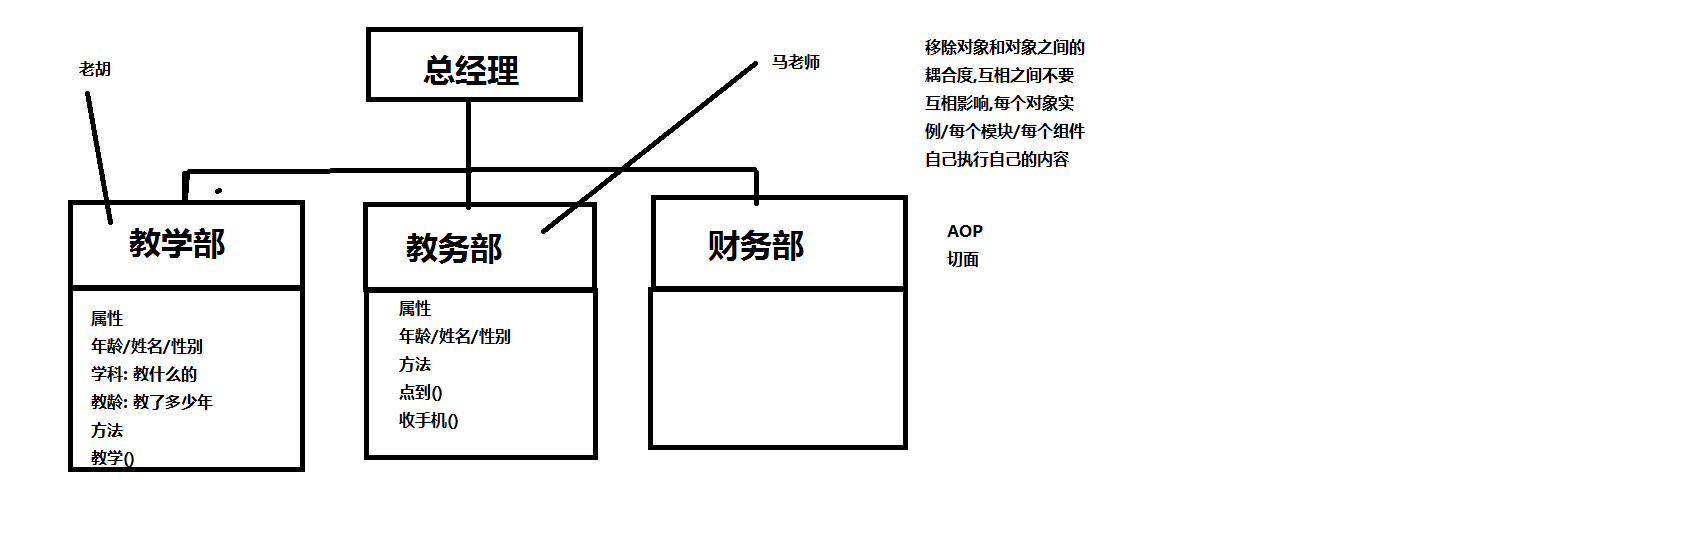 总经理
老胡
马老师
移除对象和对象之间的
耦合度,互相之间不要
互相影响,每个对象实
例/每个模块/每个组件
自己执行自己的内容
教学部
教务部
财务部
AOP
切面
属性
年龄/姓名/性别
学科: 教什么的
教龄: 教了多少年
方法
教学()
属性
年龄/姓名/性别
方法
点到()
收手机()